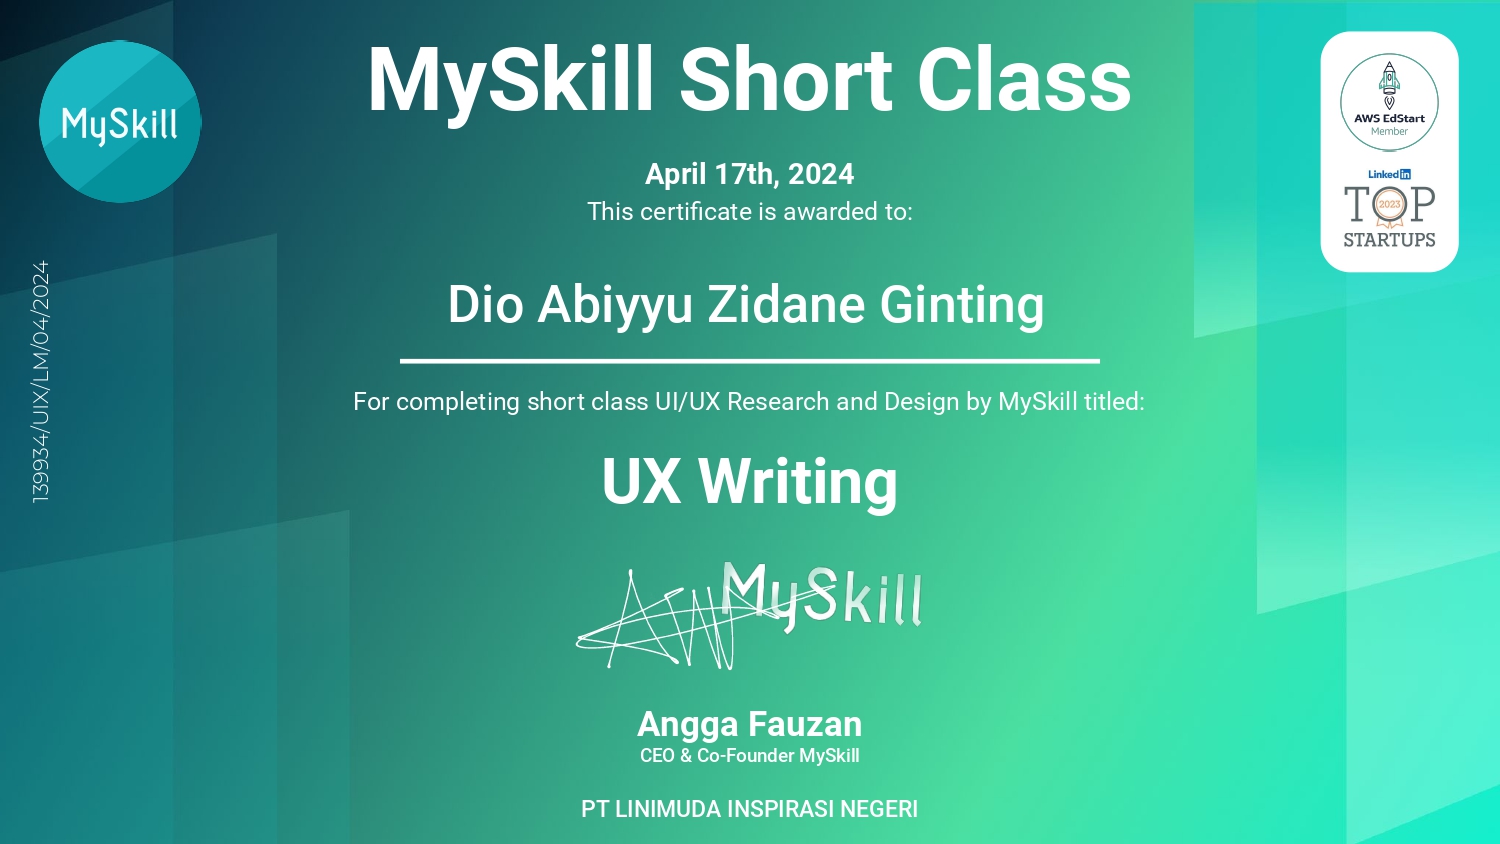 MySkill
MySkill Short Class
AWS EdStart
Member
Linked in
TOP
2023
STARTUPS
April 17th, 2024
This certificate is awarded to:
Dio Abiyyu Zidane Ginting
139934/UIX/LM/04/2024
For completing short class UI/UX Research and Design by MySkill titled:
UX Writing
MySkill
Angga Fauzan
CEO & Co-Founder MySkill
PT LINIMUDA INSPIRASI NEGERI